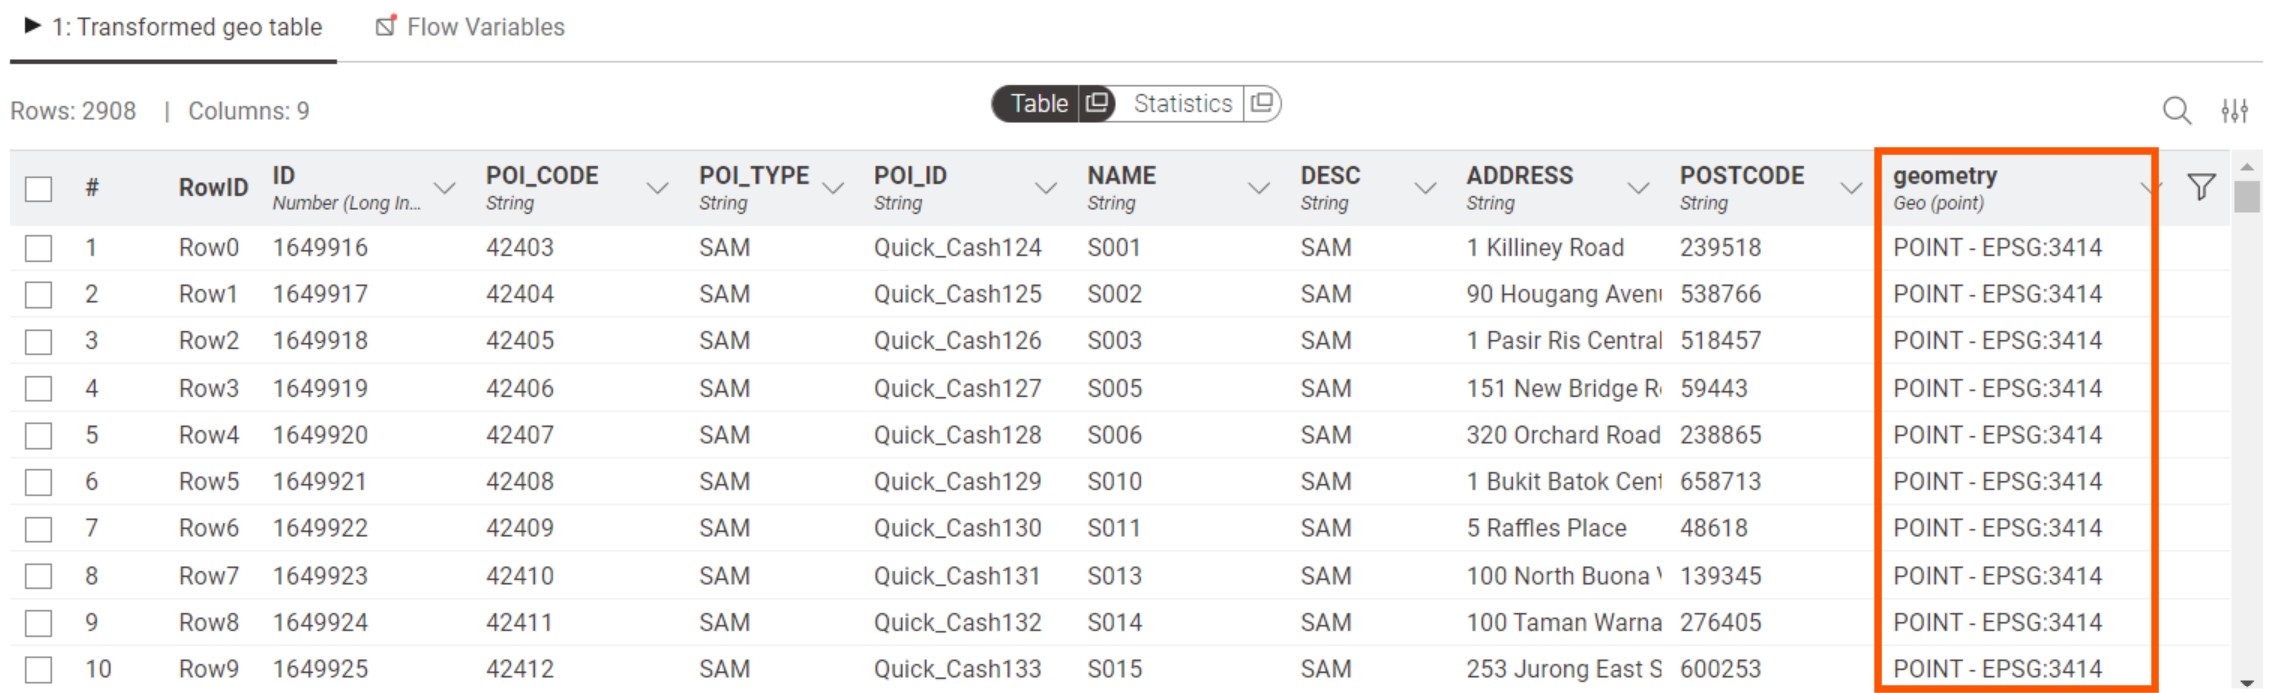 1: Transformed geo table Flow Variables
Rows: 2908 | Columns: 9 Table Statistics
# RowID ID POI_CODE POI_TYPE POI_ID NAME DESC ADDRESS POSTCODE geometry
Number (Long In... String String String String String String String Geo (point)
1 Row0 1649916 42403 SAM Quick_Cash124 S001 SAM 1 Killiney Road 239518 POINT - EPSG:3414
2 Row1 1649917 42404 SAM Quick_Cash125 S002 SAM 90 Hougang Avenu 538766 POINT - EPSG:3414
3 Row2 1649918 42405 SAM Quick_Cash126 S003 SAM 1 Pasir Ris Central 518457 POINT - EPSG:3414
4 Row3 1649919 42406 SAM Quick_Cash127 S005 SAM 151 New Bridge R 59443 POINT - EPSG:3414
5 Row4 1649920 42407 SAM Quick_Cash128 S006 SAM 320 Orchard Road 238865 POINT - EPSG:3414
6 Row5 1649921 42408 SAM Quick_Cash129 S010 SAM 1 Bukit Batok Cent 658713 POINT - EPSG:3414
7 Row6 1649922 42409 SAM Quick_Cash130 S011 SAM 5 Raffles Place 48618 POINT - EPSG:3414
8 Row7 1649923 42410 SAM Quick_Cash131 S013 SAM 100 North Buona 139345 POINT - EPSG:3414
9 Row8 1649924 42411 SAM Quick_Cash132 S014 SAM 100 Taman Warna 276405 POINT - EPSG:3414
10 Row9 1649925 42412 SAM Quick_Cash133 S015 SAM 253 Jurong East S 600253 POINT - EPSG:3414